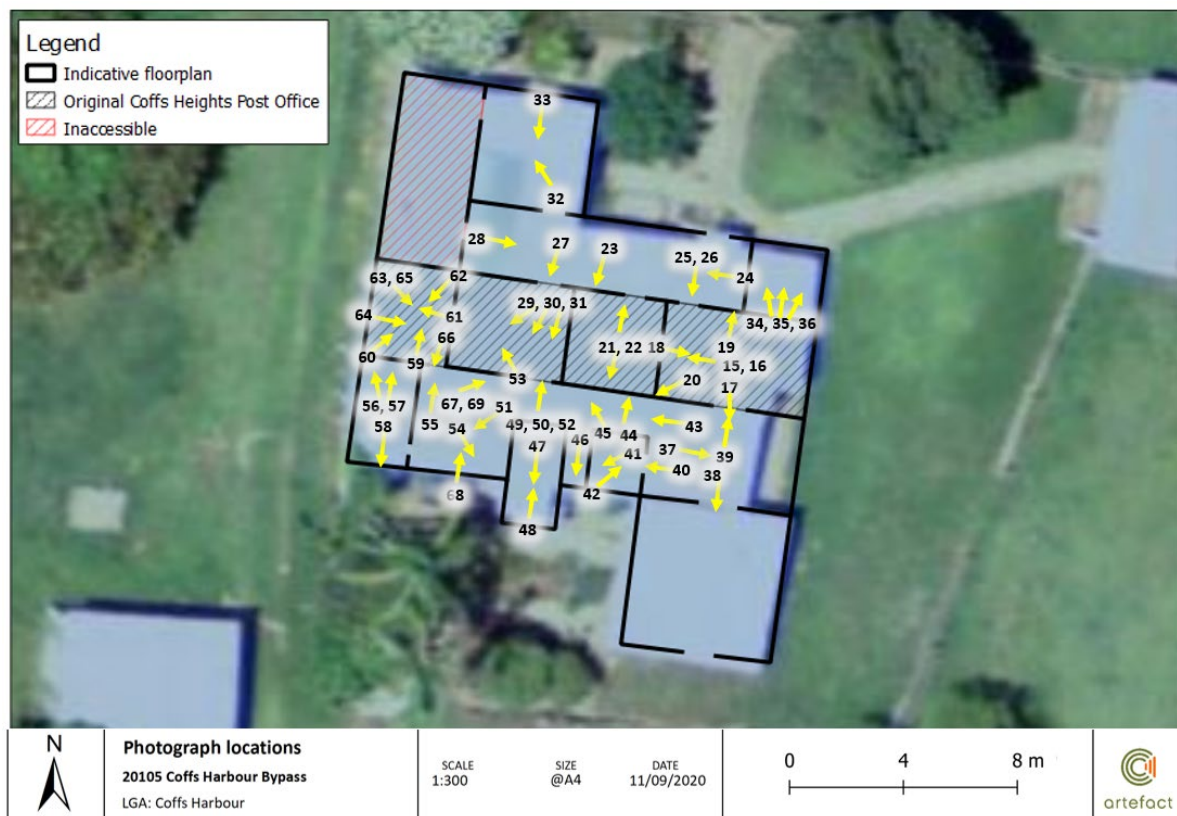 Legend
Indicative floorplan
Original Coffs Heights Post Office
Inaccessible
33
32
28
27
23
25, 26
24
63, 65
62
29, 30, 31
34, 35, 36
64
61
66
21, 22
18
19
15, 16
60
59
53
20
17
56, 57
67, 69
51
55
54
49, 50, 52
58
47
46
45
44
43
41
37
39
40
38
68
42
48
N
Photograph locations
20105 Coffs Harbour Bypass
LGA: Coffs Harbour
SCALE
1:300
SIZE
@A4
DATE
11/09/2020
0 4 8 m
artefact